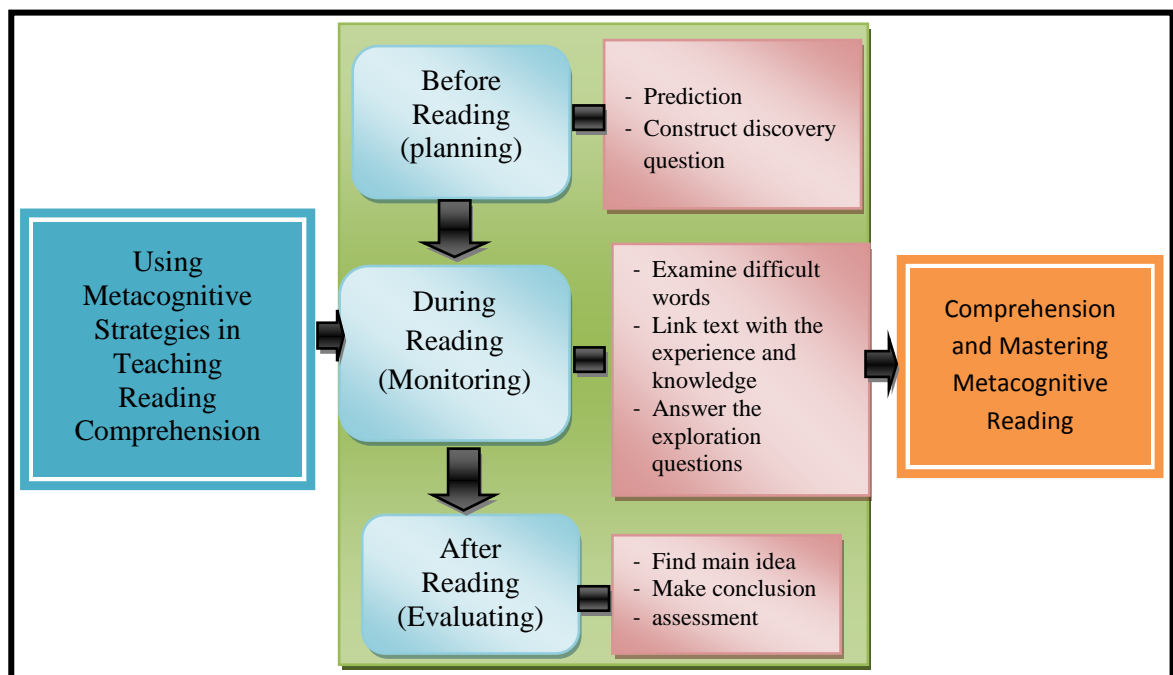 Using
Metacognitive
Strategies in
Teaching
Reading
Comprehension
Before
Reading
(planning)
- Prediction
- Construct discovery
question
During
Reading
(Monitoring)
- Examine difficult
words
- Link text with the
experience and
knowledge
- Answer the
exploration
questions
After
Reading
(Evaluating)
- Find main idea
- Make conclusion
- assessment
Comprehension
and Mastering
Metacognitive
Reading